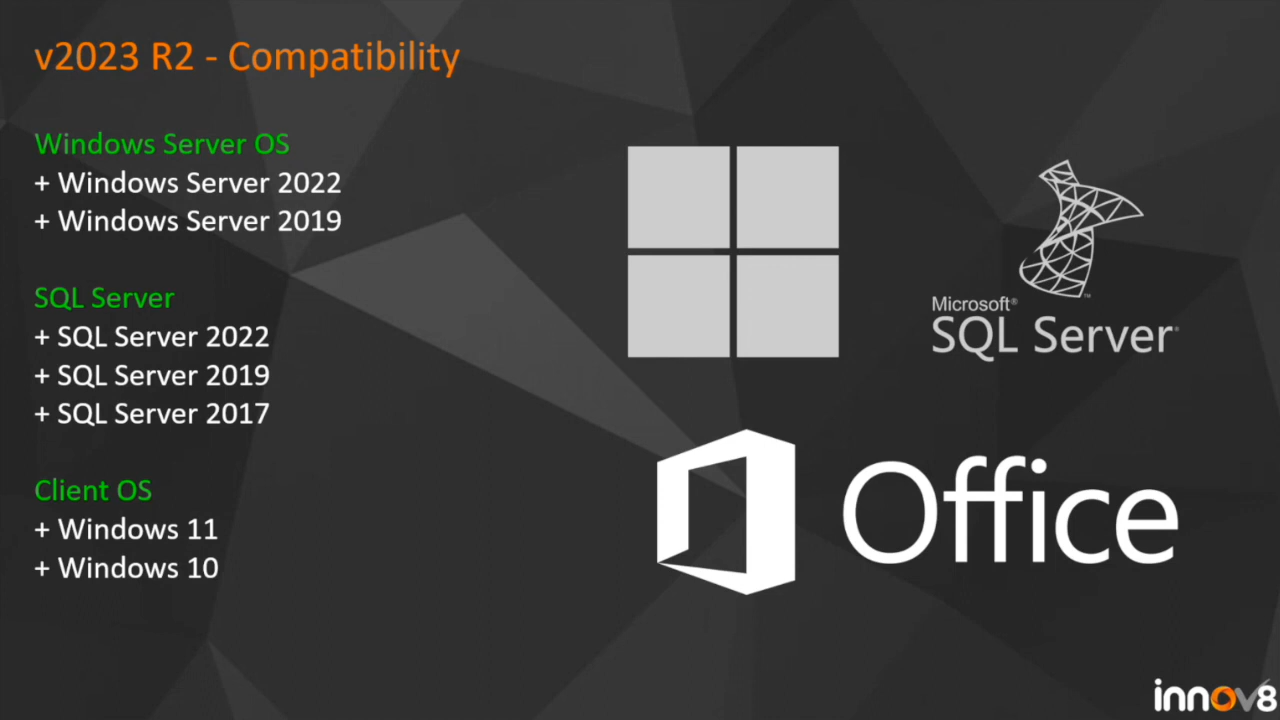 v2023 R2 - Compatibility
Windows Server OS
+ Windows Server 2022
+ Windows Server 2019
SQL Server
+ SQL Server 2022
+ SQL Server 2019
+ SQL Server 2017
Client OS
+ Windows 11
+ Windows 10
Microsoft®
SQL Server®
Office
innov8